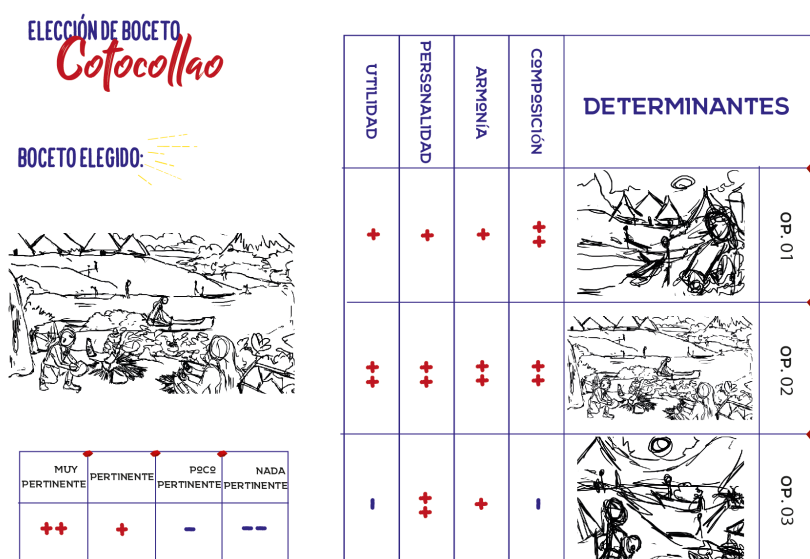 ELECCIÓN DE BOCETO
Cotocollao
BOCETO ELEGIDO:
UTILIDAD
PERSONALIDAD
ARMONÍA
COMPOSICIÓN
DETERMINANTES
+
+
+
++
OP. 01
++
++
++
++
OP. 02
-
++
+
-
OP. 03
MUY PERTINENTE
PERTINENTE
POCO PERTINENTE
NADA PERTINENTE
++
+
-
--